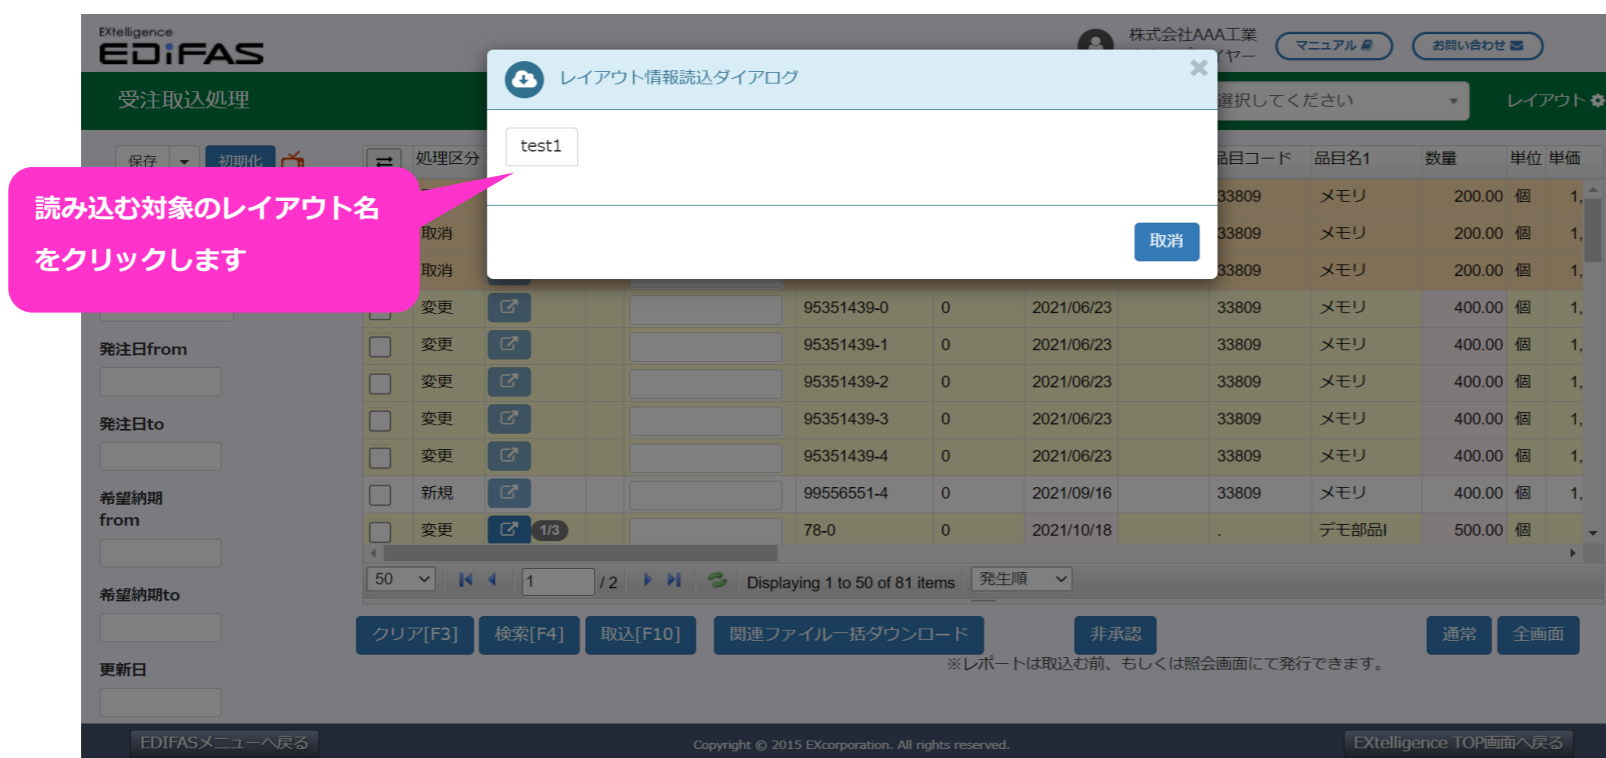 EXtelligence
EDiFAS
株式会社AAA工業
マニュアル
お問い合わせ
受注取込処理
選択してください
レイアウト
レイアウト情報読込ダイアログ
×
test1
取消
読み込む対象のレイアウト名
をクリックします
保存 初期化
処理区分 品目コード 品目名1 数量 単位 単価
33809 メモリ 200.00 個 1,
取消 33809 メモリ 200.00 個 1,
取消 33809 メモリ 200.00 個 1,
変更 95351439-0 0 2021/06/23 33809 メモリ 400.00 個 1,
変更 95351439-1 0 2021/06/23 33809 メモリ 400.00 個 1,
変更 95351439-2 0 2021/06/23 33809 メモリ 400.00 個 1,
変更 95351439-3 0 2021/06/23 33809 メモリ 400.00 個 1,
変更 95351439-4 0 2021/06/23 33809 メモリ 400.00 個 1,
新規 99556551-4 0 2021/09/16 33809 メモリ 400.00 個 1,
変更 1/3 78-0 0 2021/10/18 . デモ部品I 500.00 個
発注日from
発注日to
希望納期
from
希望納期to
更新日
50 1 / 2 Displaying 1 to 50 of 81 items 発生順
クリア[F3] 検索[F4] 取込[F10] 関連ファイル一括ダウンロード 非承認 通常 全画面
※レポートは取込む前、もしくは照会画面にて発行できます。
EDIFASメニューへ戻る
Copyright © 2015 EXcorporation. All rights reserved.
EXtelligence TOP画面へ戻る